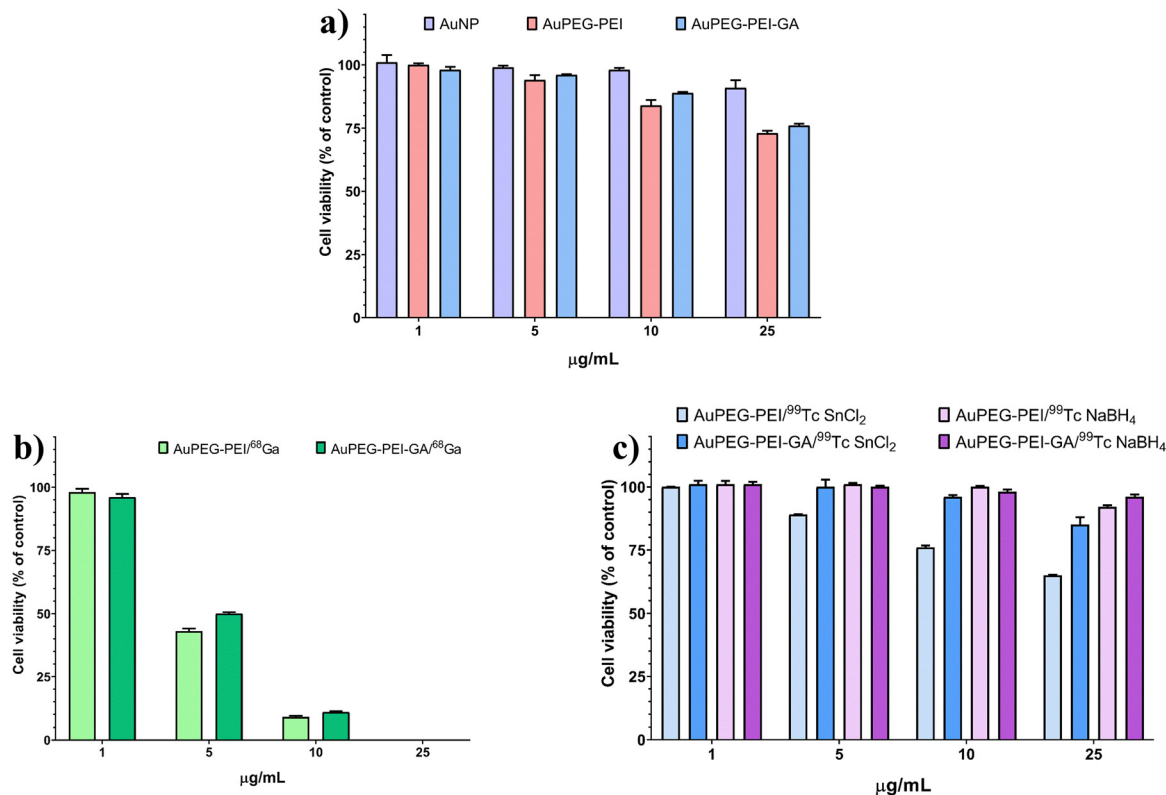 a)
AuNP AuPEG-PEI AuPEG-PEI-GA
Cell viability (% of control)
100
75
50
25
0
1 5 10 25
μg/mL
b)
AuPEG-PEI/⁶⁸Ga AuPEG-PEI-GA/⁶⁸Ga
Cell viability (% of control)
100
75
50
25
0
1 5 10 25
μg/mL
c)
AuPEG-PEI/⁹⁹Tc SnCl₂ AuPEG-PEI/⁹⁹Tc NaBH₄
AuPEG-PEI-GA/⁹⁹Tc SnCl₂ AuPEG-PEI-GA/⁹⁹Tc NaBH₄
Cell viability (% of control)
100
75
50
25
0
1 5 10 25
μg/mL